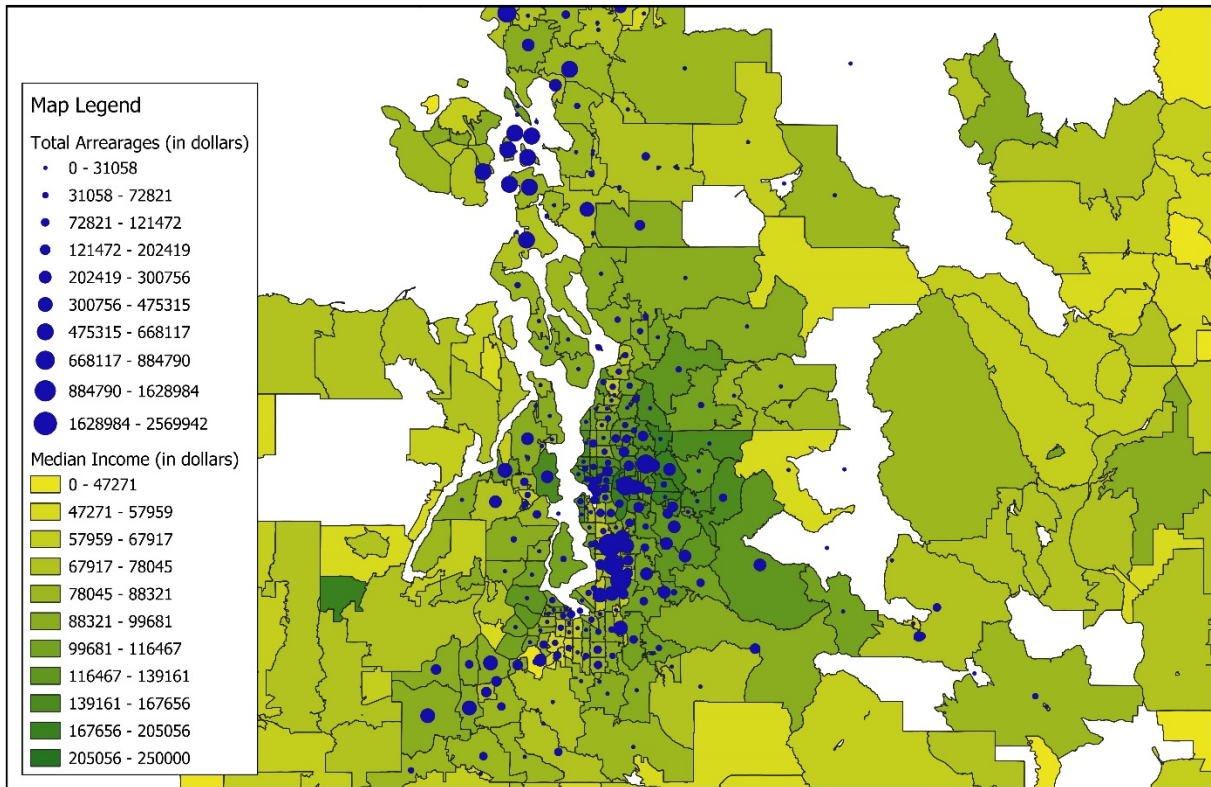 Map Legend
Total Arrearages (in dollars)
0 - 31058
31058 - 72821
72821 - 121472
121472 - 202419
202419 - 300756
300756 - 475315
475315 - 668117
668117 - 884790
884790 - 1628984
1628984 - 2569942
Median Income (in dollars)
0 - 47271
47271 - 57959
57959 - 67917
67917 - 78045
78045 - 88321
88321 - 99681
99681 - 116467
116467 - 139161
139161 - 167656
167656 - 205056
205056 - 250000